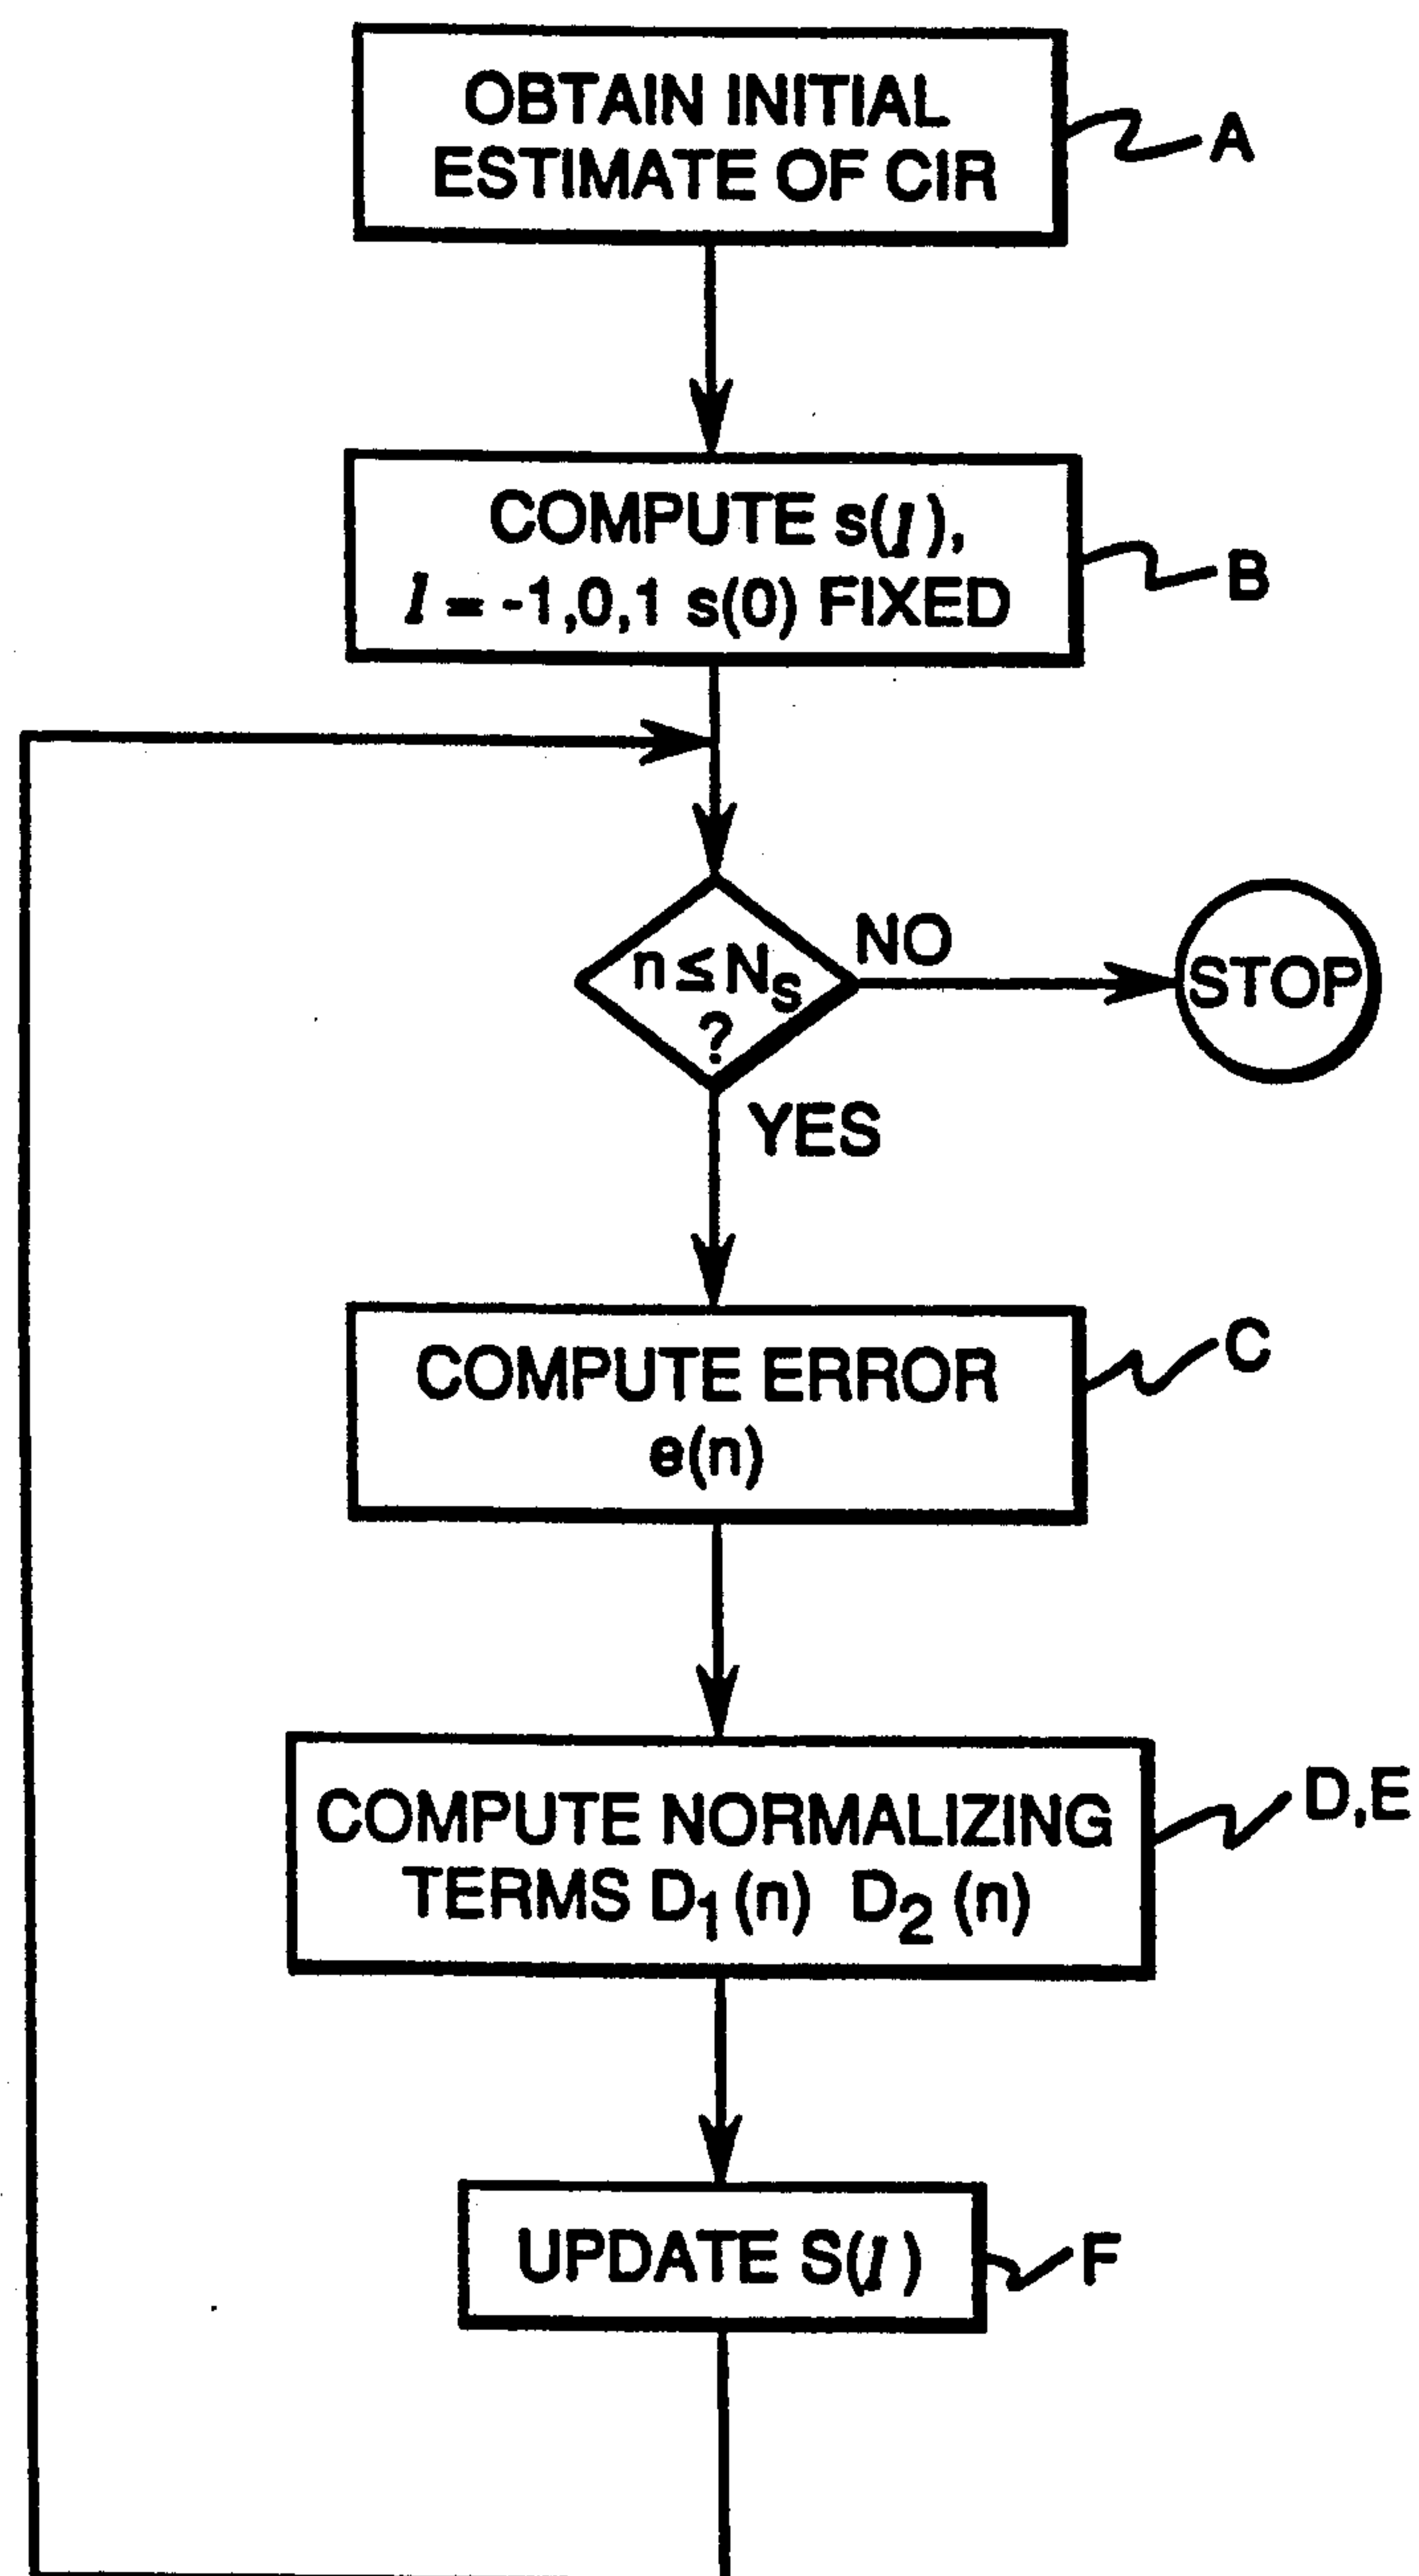 OBTAIN INITIAL
ESTIMATE OF CIR
A
COMPUTE s(l),
l = -1,0,1 s(0) FIXED
B
n ≤ N_S
?
NO
STOP
YES
COMPUTE ERROR
e(n)
C
COMPUTE NORMALIZING
TERMS D₁ (n) D₂ (n)
D,E
UPDATE S(l)
F